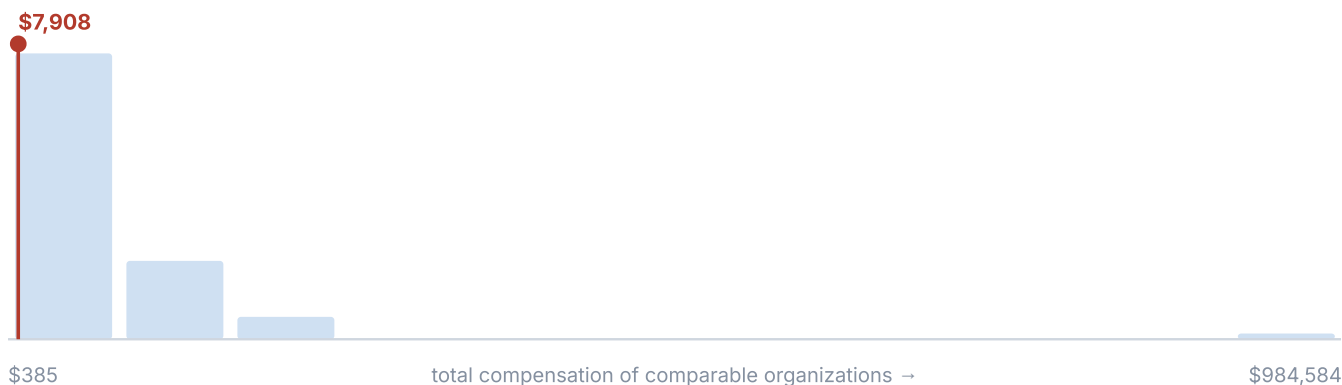 $7,908
$385
total compensation of comparable organizations →
$984,584